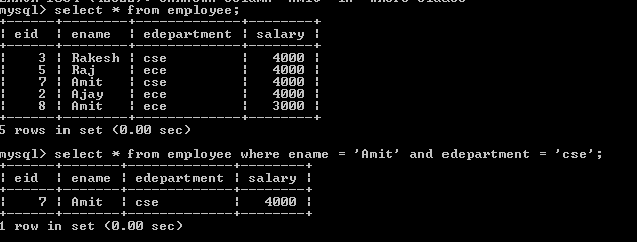 mysql> select * from employee;
+------+--------+-------------+--------+
| eid | ename | edepartment | salary |
+------+--------+-------------+--------+
| 3 | Rakesh | cse | 4000 |
| 5 | Raj | ece | 4000 |
| 7 | Amit | cse | 4000 |
| 2 | Ajay | ece | 4000 |
| 8 | Amit | ece | 3000 |
+------+--------+-------------+--------+
5 rows in set (0.00 sec)
mysql> select * from employee where ename = 'Amit' and edepartment = 'cse';
+------+-------+-------------+--------+
| eid | ename | edepartment | salary |
+------+-------+-------------+--------+
| 7 | Amit | cse | 4000 |
+------+-------+-------------+--------+
1 row in set (0.00 sec)